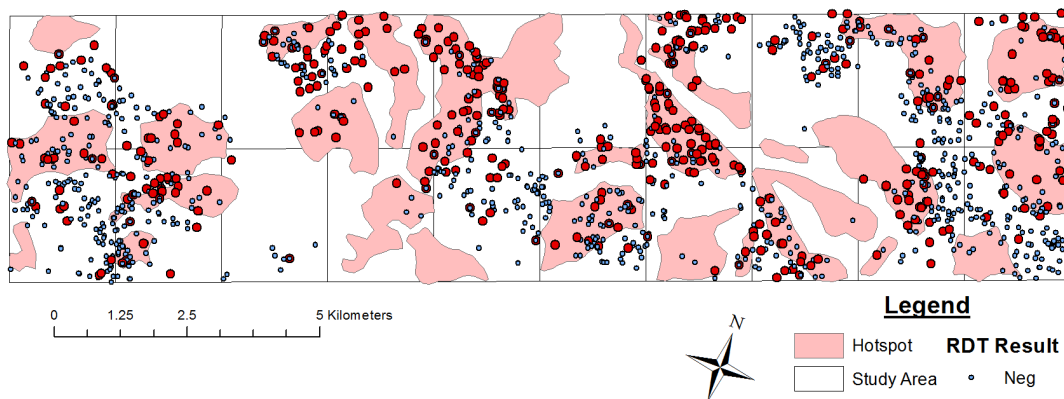 0 1.25 2.5 5 Kilometers
N
Legend
Hotspot RDT Result
Study Area Neg